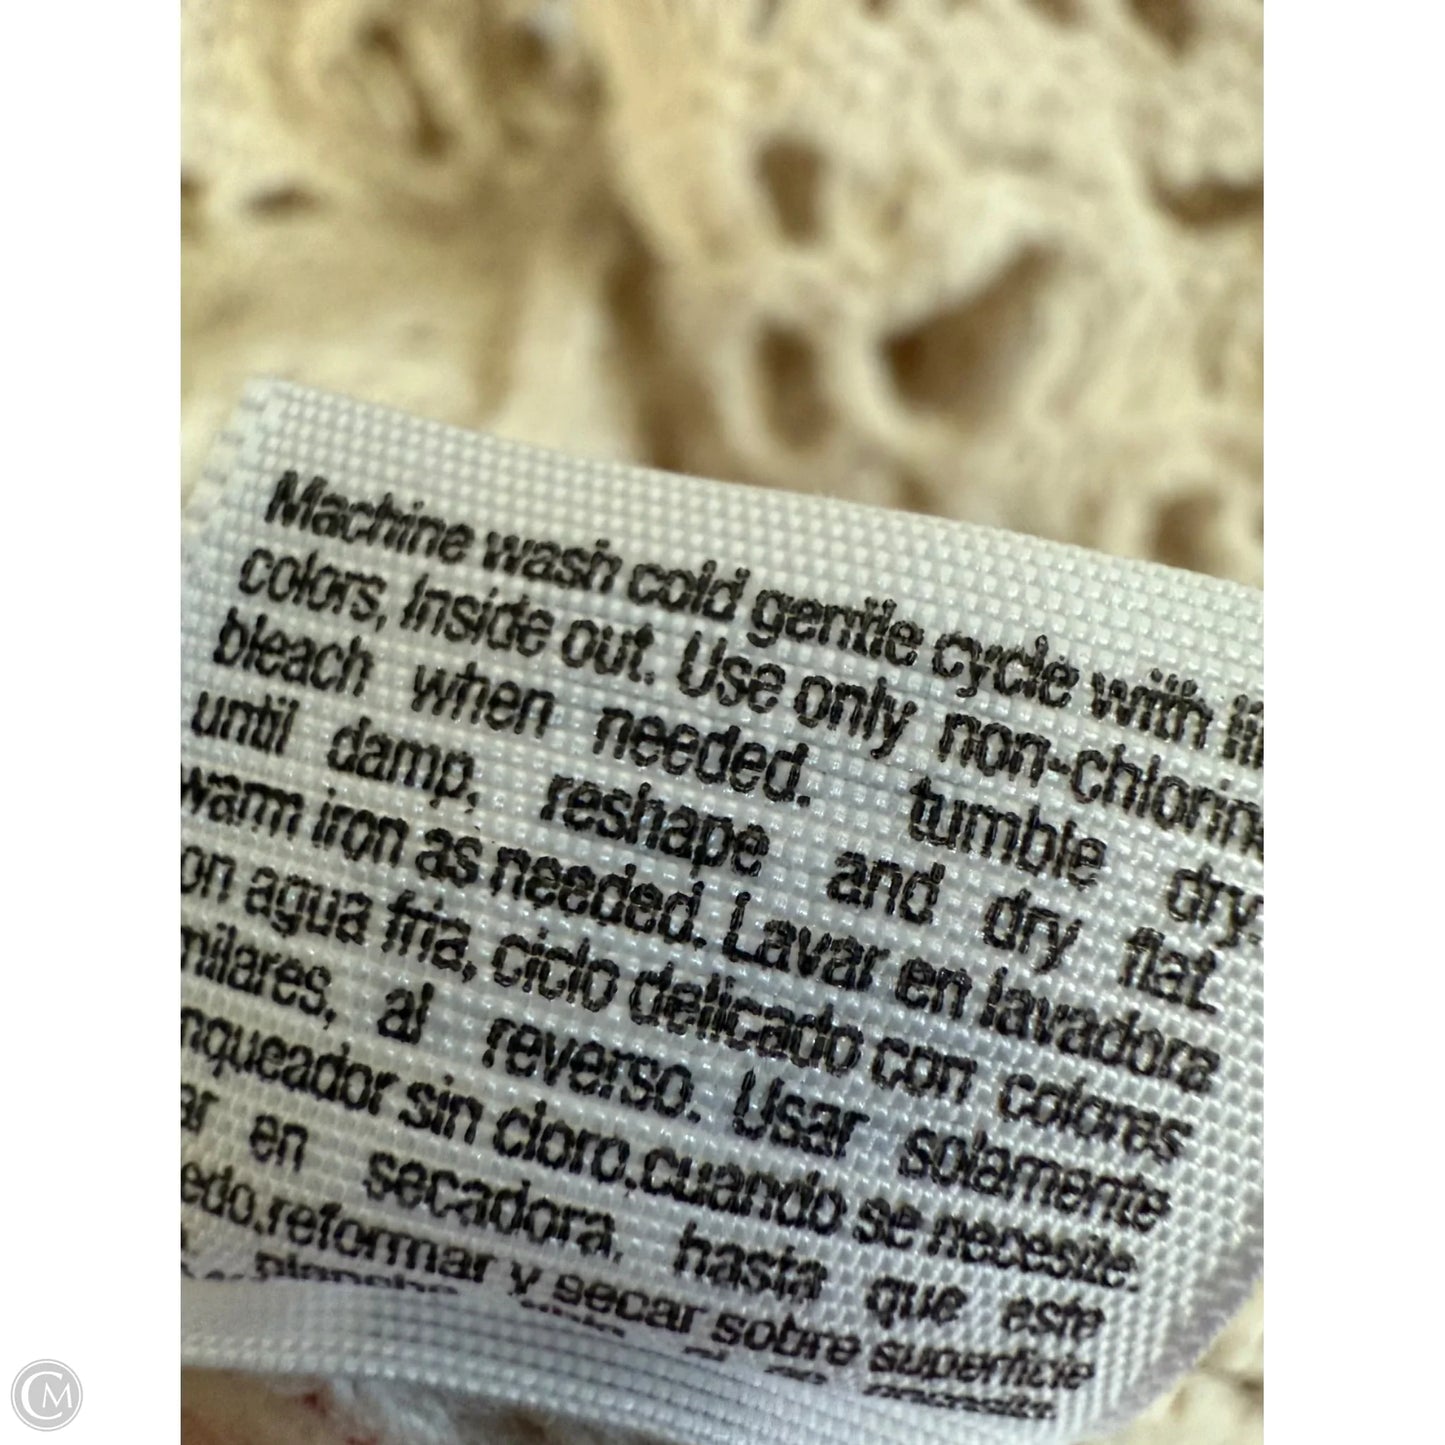 Machine wash cold gentle cycle with
colors, Inside out. Use only non-chlorin
bleach when needed. tumble dry
until damp, reshape and dry flat.
warm iron as needed. Lavar en lavadora
on agua fria, ciclo delicado con colores
milares, al reverso. Usar solamente
nqueador sin cloro.cuando se necesite.
ar en secadora, hasta que este
edo.reformar y secar sobre superficie
CM